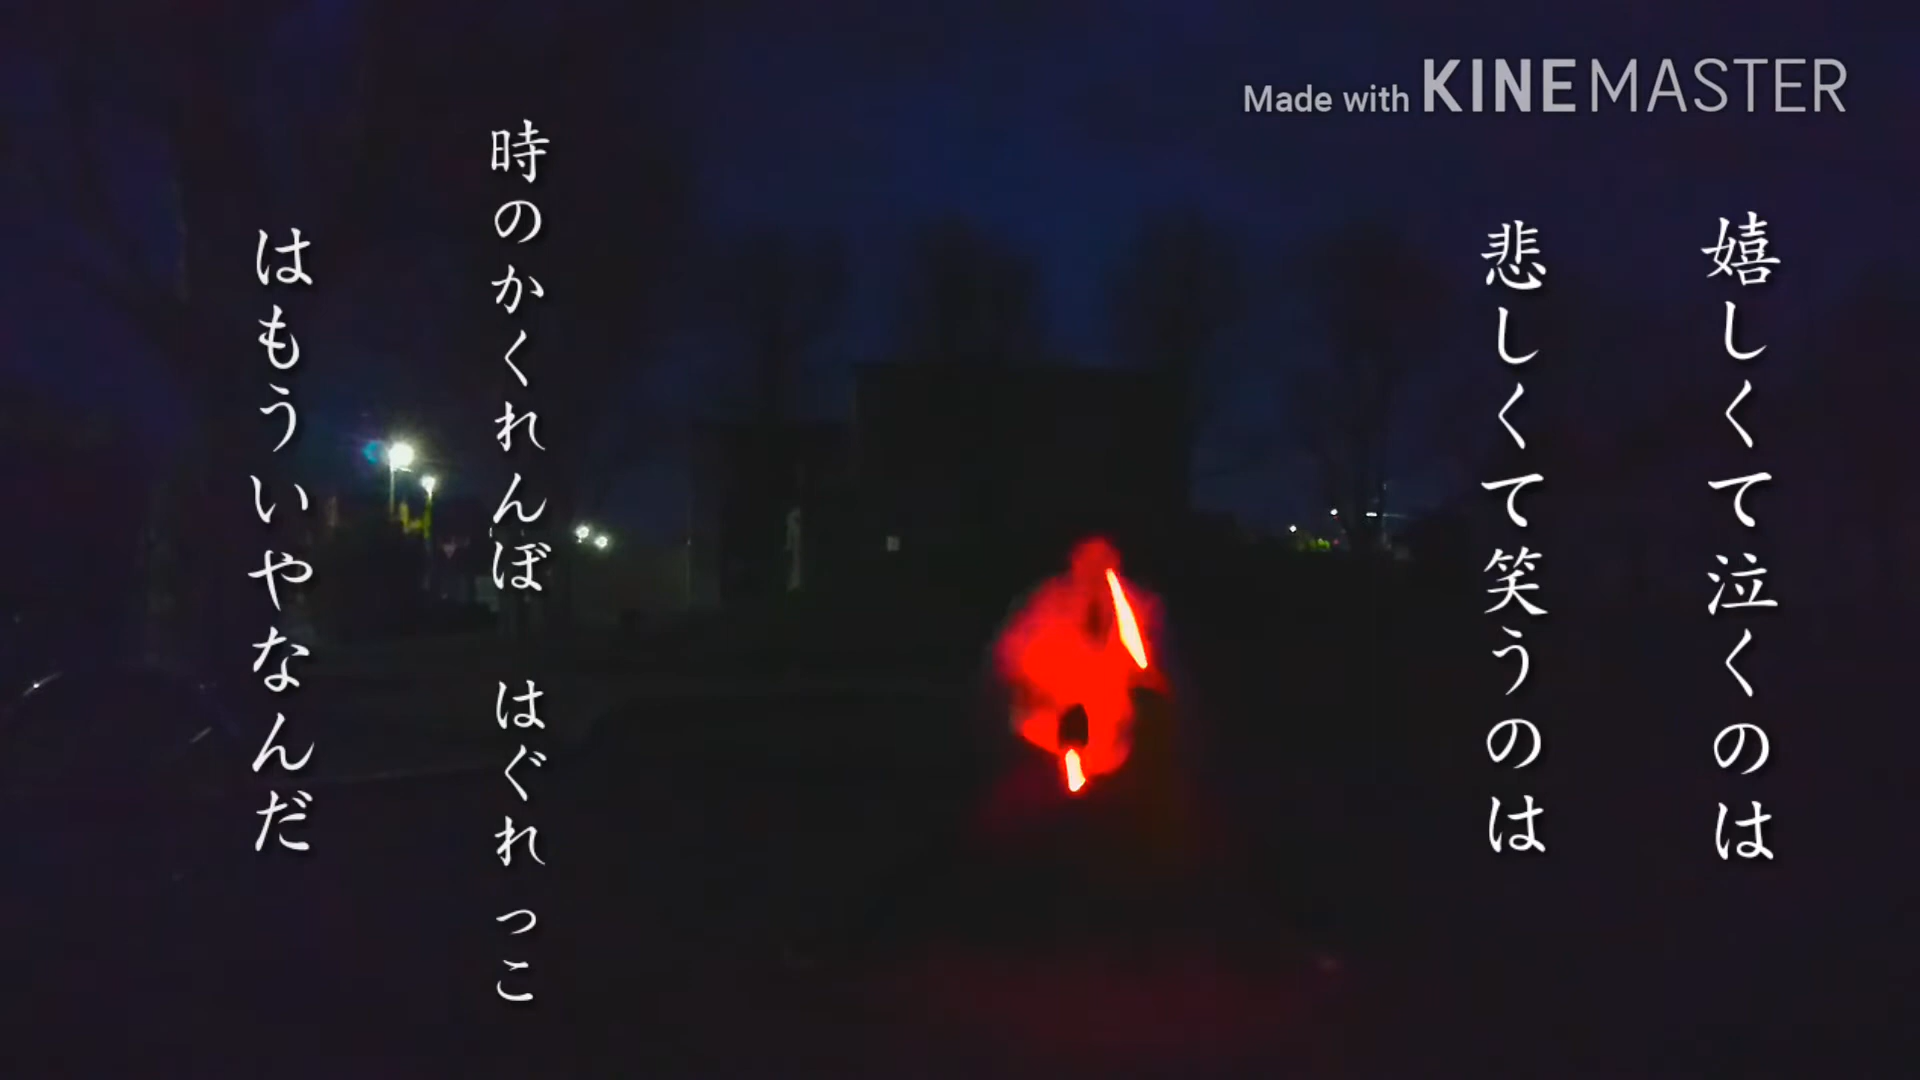 Made with KINEMASTER
嬉しくて泣くのは
悲しくて笑うのは
時のかくれんぼ はぐれっこ
はもういやなんだ